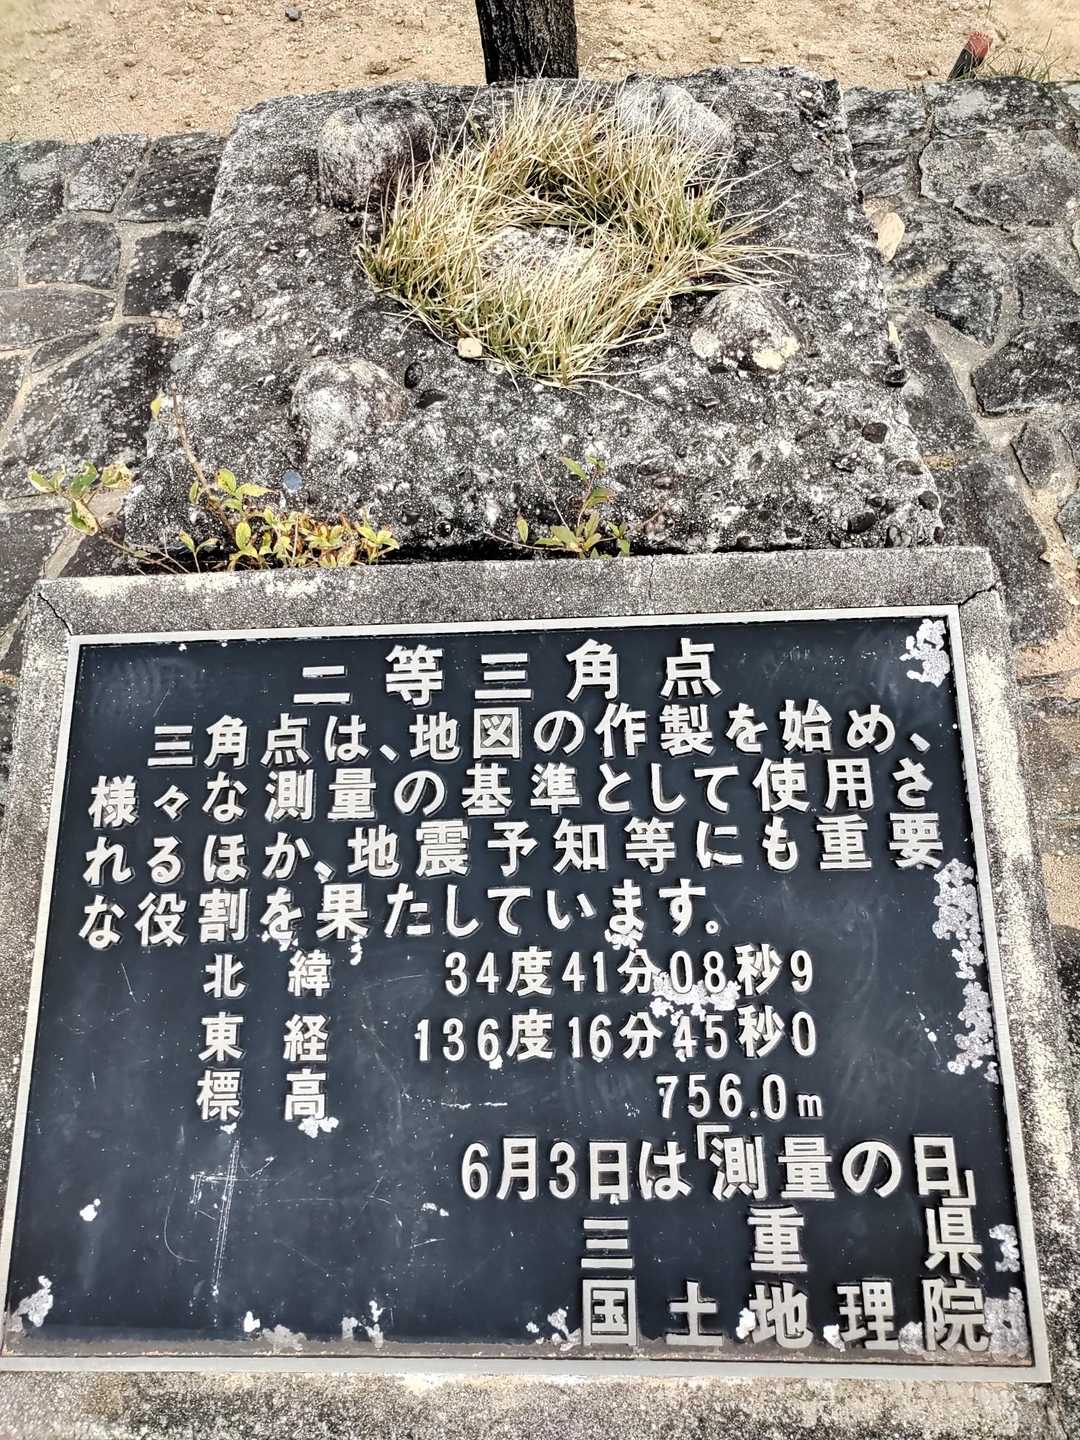 二等三角点
三角点は、地図の作製を始め、
様々な測量の基準として使用さ
れるほか、地震予知等にも重要
な役割を果たしています。
北緯 34度41分08秒9
東経 136度16分45秒0
標高 756.0m
6月3日は「測量の日」
三重県
国土地理院